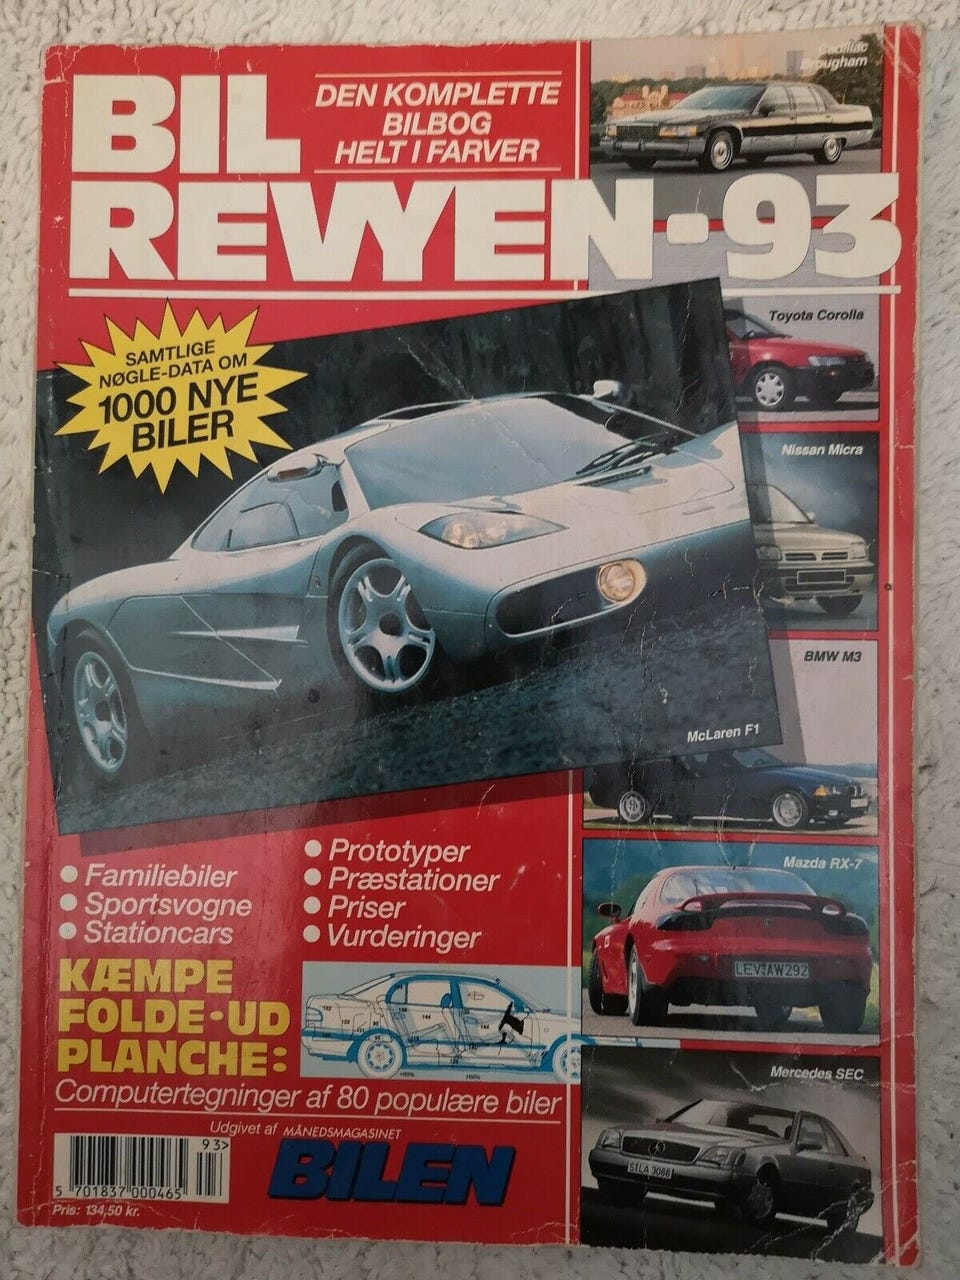 BIL
DEN KOMPLETTE
BILBOG
HELT I FARVER
Cadillac
Brougham
REVYEN·93
SAMTLIGE
NØGLE-DATA OM
1000 NYE
BILER
Toyota Corolla
Nissan Micra
BMW M3
McLaren F1
Mazda RX-7
LEV AW292
• Familiebiler
• Sportsvogne
• Stationcars
• Prototyper
• Præstationer
• Priser
• Vurderinger
KÆMPE
FOLDE·UD
PLANCHE:
Computertegninger af 80 populære biler
Mercedes SEC
S LA 3088
Udgivet af MÅNEDSMAGASINET
BILEN
93>
5 701837 000465
Pris: 134,50 kr.